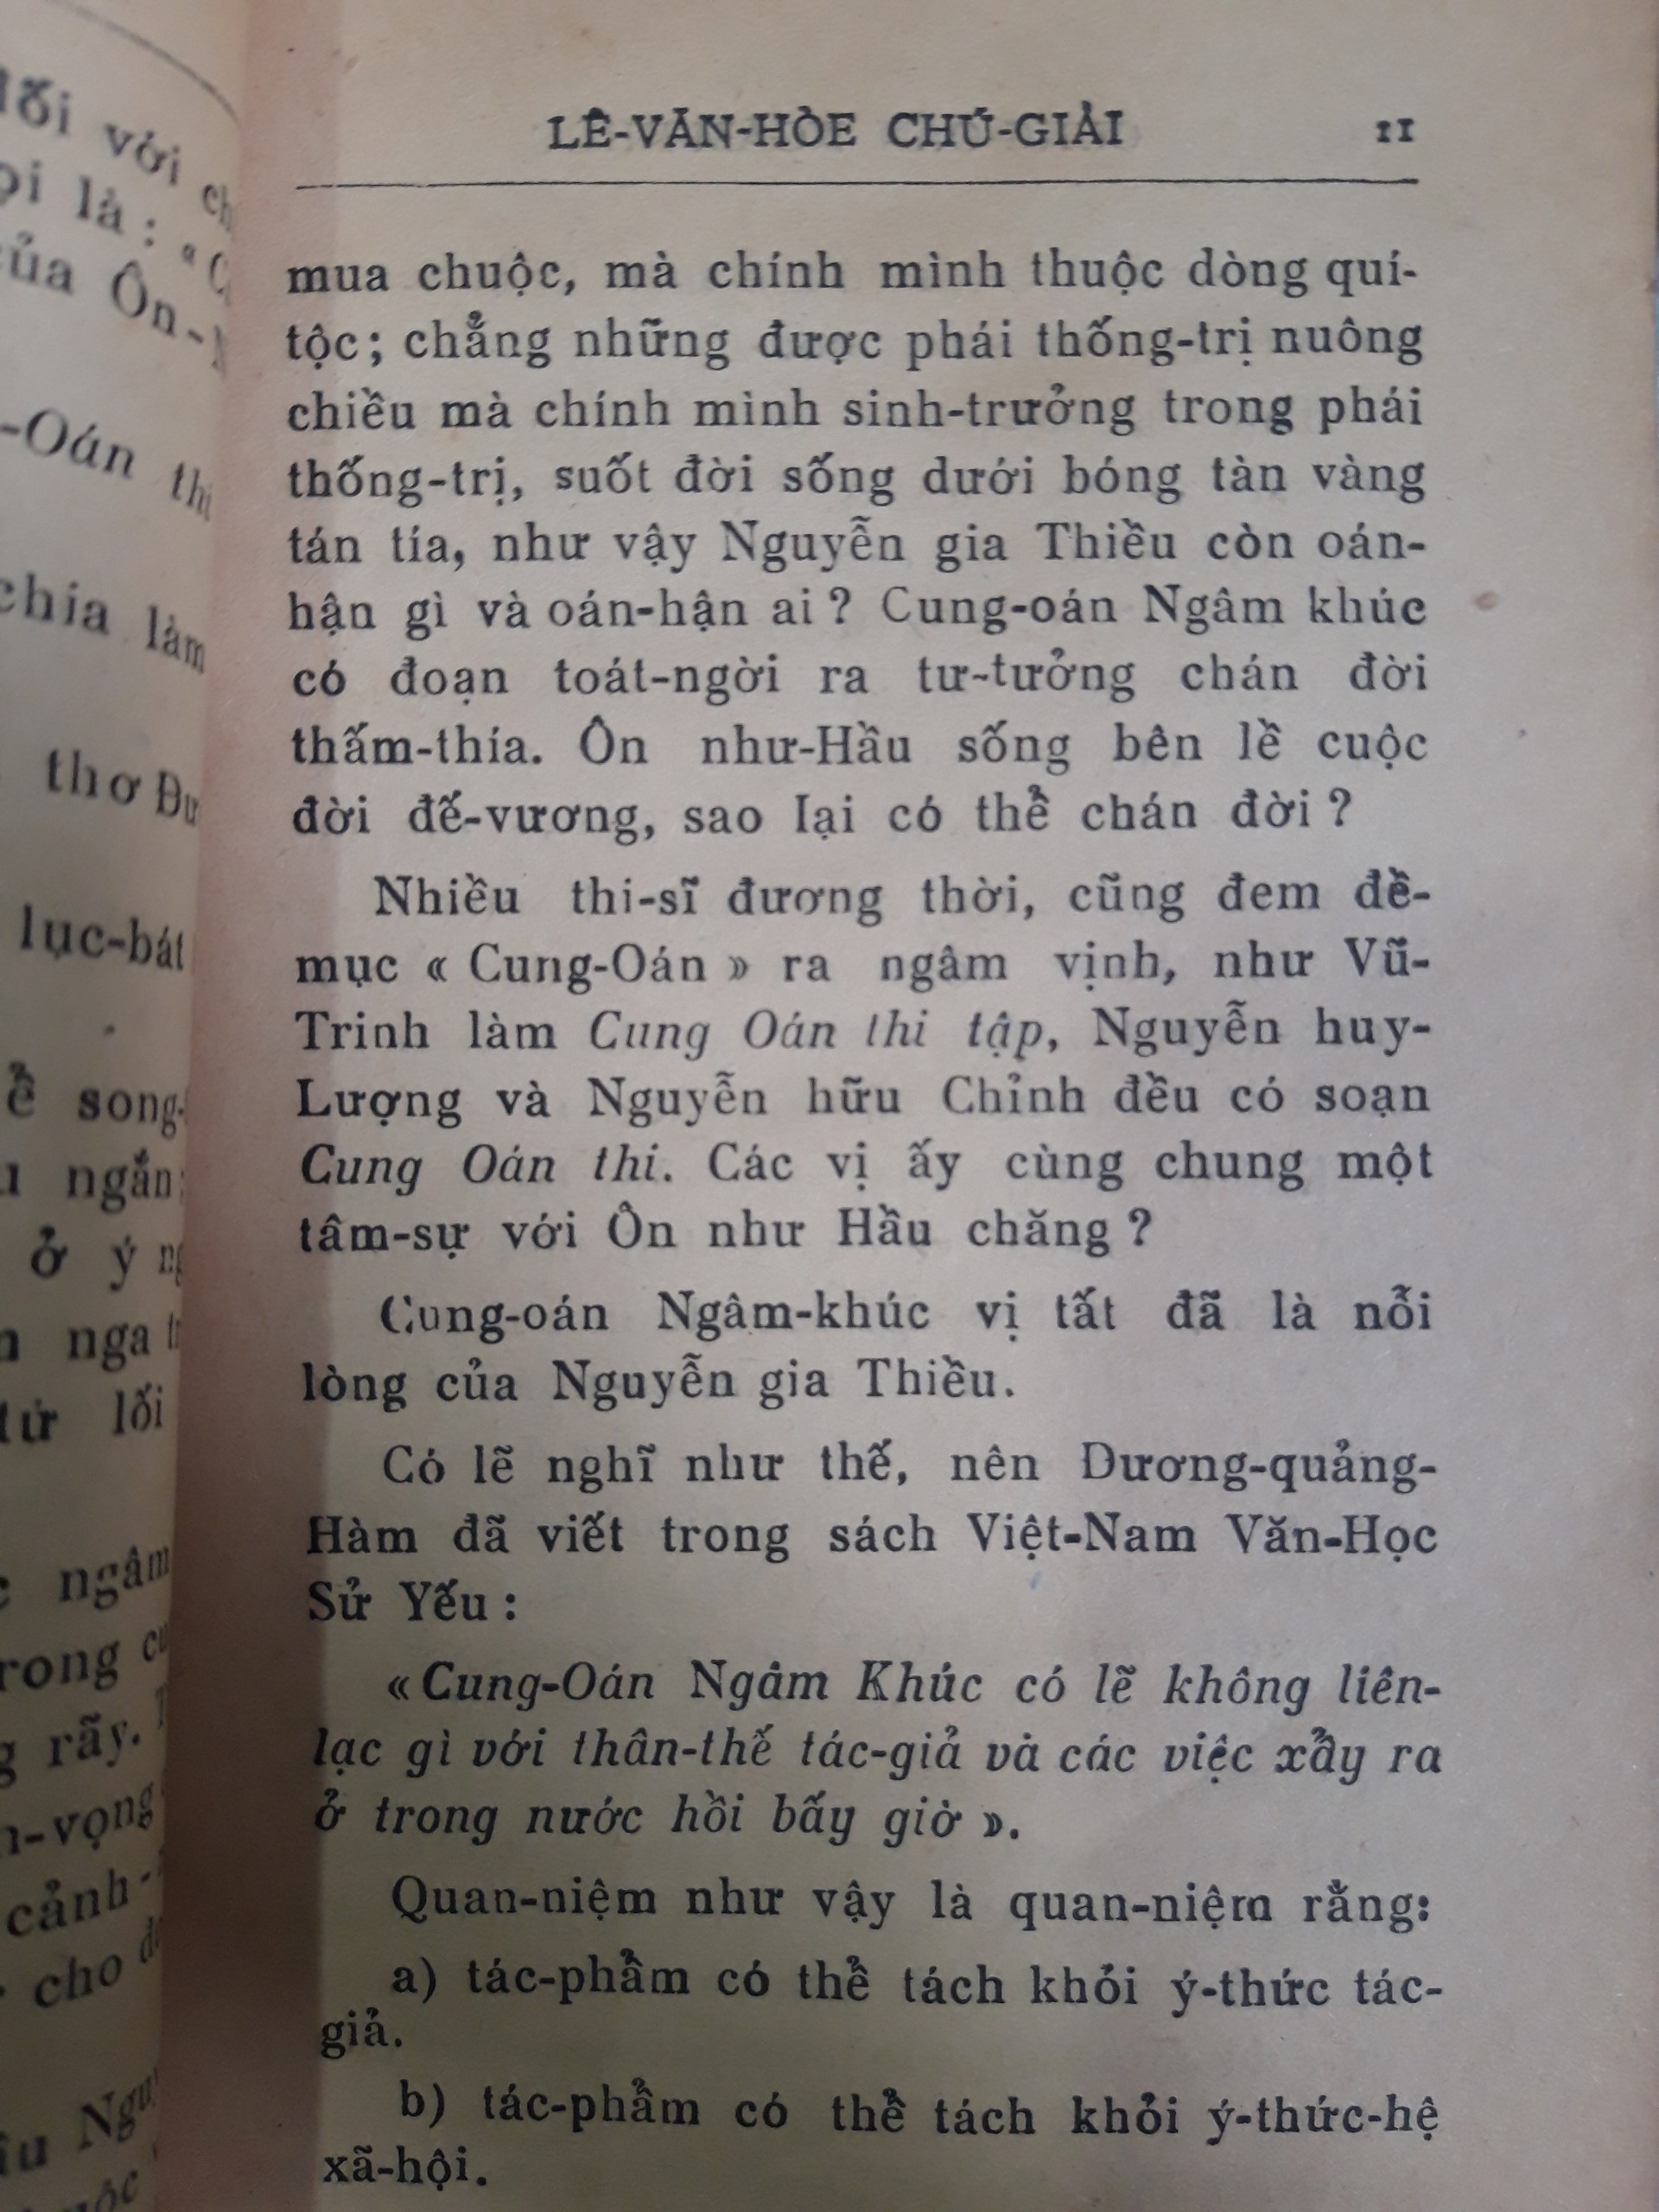 LÊ-VĂN-HÒE CHÚ-GIẢI 11
mua chuộc, mà chính mình thuộc dòng quí-
tộc; chẳng những được phái thống-trị nuông
chiều mà chính mình sinh-trưởng trong phái
thống-trị, suốt đời sống dưới bóng tàn vàng
tán tía, như vậy Nguyễn gia Thiều còn oán-
hận gì và oán-hận ai ? Cung-oán Ngâm khúc
có đoạn toát-ngời ra tư-tưởng chán đời
thấm-thía. Ôn như-Hầu sống bên lề cuộc
đời đế-vương, sao lại có thể chán đời ?
Nhiều thi-sĩ đương thời, cũng đem đề-
mục « Cung-Oán » ra ngâm vịnh, như Vũ-
Trinh làm Cung Oán thi tập, Nguyễn huy-
Lượng và Nguyễn hữu Chỉnh đều có soạn
Cung Oán thi. Các vị ấy cùng chung một
tâm-sự với Ôn như Hầu chăng ?
Cung-oán Ngâm-khúc vị tất đã là nỗi
lòng của Nguyễn gia Thiều.
Có lẽ nghĩ như thế, nên Dương-quảng-
Hàm đã viết trong sách Việt-Nam Văn-Học
Sử Yếu :
« Cung-Oán Ngâm Khúc có lẽ không liên-
lạc gì với thân-thế tác-giả và các việc xẩy ra
ở trong nước hồi bấy giờ ».
Quan-niệm như vậy là quan-niệm rằng:
a) tác-phẩm có thể tách khỏi ý-thức tác-
giả.
b) tác-phẩm có thể tách khỏi ý-thức-hệ
xã-hội.